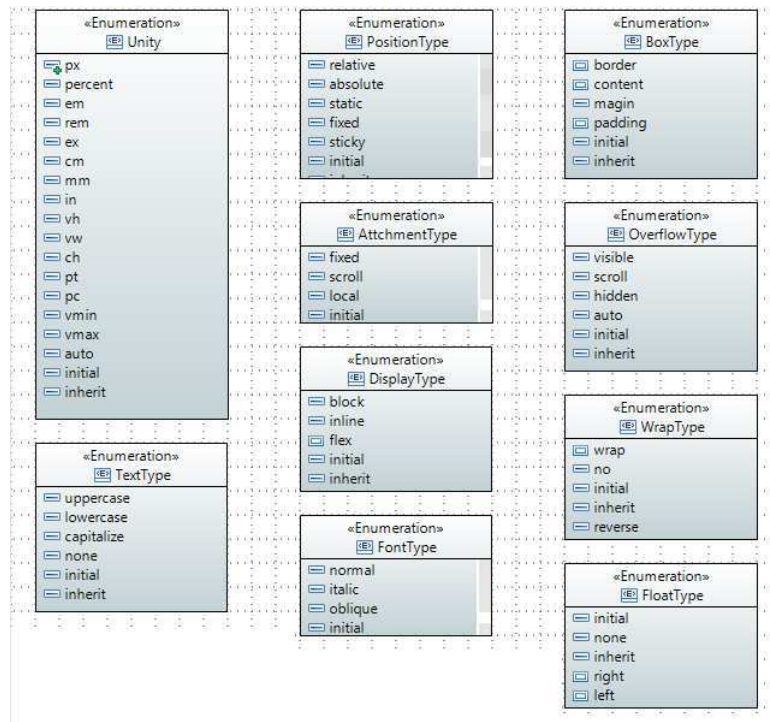 «Enumeration»
Unity
px
percent
em
rem
ex
cm
mm
in
vh
vw
ch
pt
pc
vmin
vmax
auto
initial
inherit
«Enumeration»
TextType
uppercase
lowercase
capitalize
none
initial
inherit
«Enumeration»
PositionType
relative
absolute
static
fixed
sticky
initial
«Enumeration»
AttchmentType
fixed
scroll
local
initial
«Enumeration»
DisplayType
block
inline
flex
initial
inherit
«Enumeration»
FontType
normal
italic
oblique
initial
«Enumeration»
BoxType
border
content
magin
padding
initial
inherit
«Enumeration»
OverflowType
visible
scroll
hidden
auto
initial
inherit
«Enumeration»
WrapType
wrap
no
initial
inherit
reverse
«Enumeration»
FloatType
initial
none
inherit
right
left